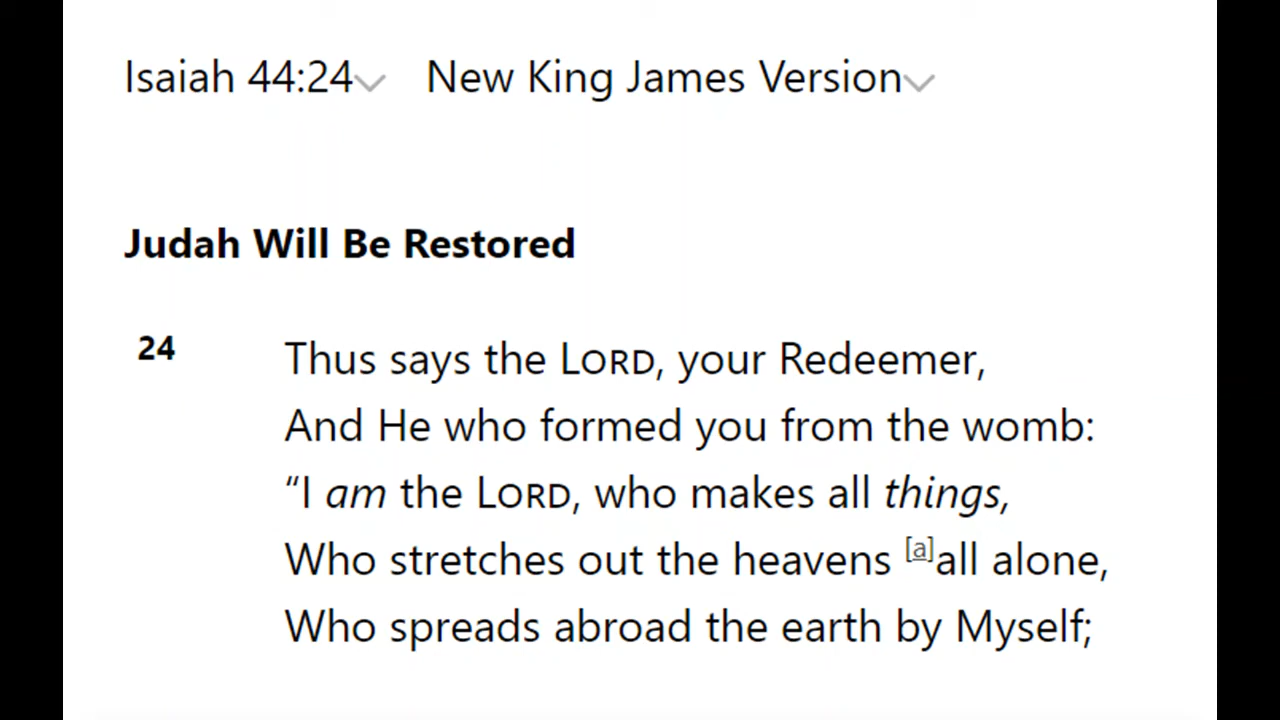 Isaiah 44:24 New King James Version
Judah Will Be Restored
24 Thus says the LORD, your Redeemer,
And He who formed you from the womb:
“I am the LORD, who makes all things,
Who stretches out the heavens [a]all alone,
Who spreads abroad the earth by Myself;